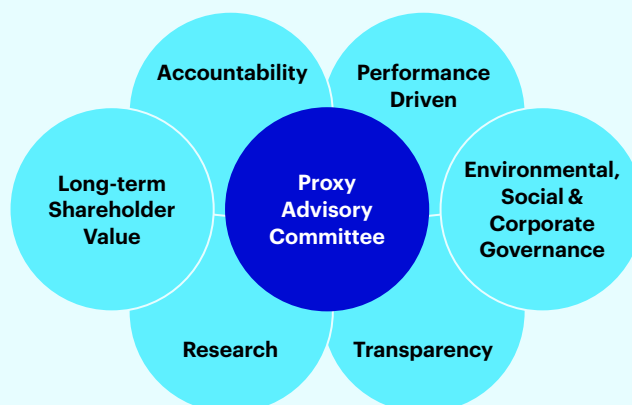 Accountability
Performance
Driven
Long-term
Shareholder
Value
Proxy
Advisory
Committee
Environmental,
Social &
Corporate
Governance
Research
Transparency